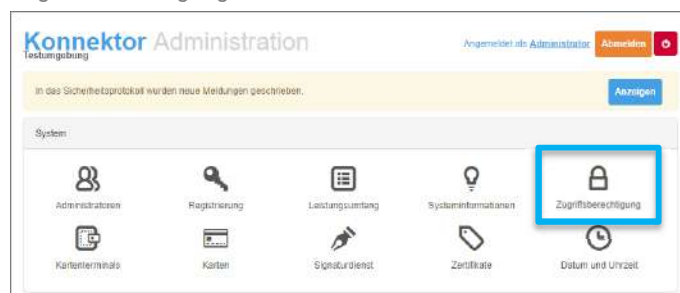 Konnektor Administration
Testumgebung
Angemeldet als Administrator
Abmelden
In das Sicherheitsprotokoll wurden neue Meldungen geschrieben.
Anzeigen
System
Administratoren
Registrierung
Leistungsumfang
Systeminformationen
Zugriffsberechtigung
Kartenterminals
Karten
Signaturdienst
Zertifikate
Datum und Uhrzeit